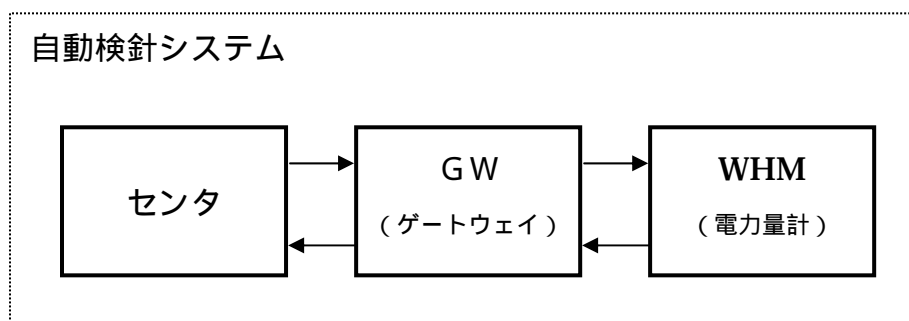 自動検針システム
センタ
ＧＷ
（ゲートウェイ）
WHM
（電力量計）